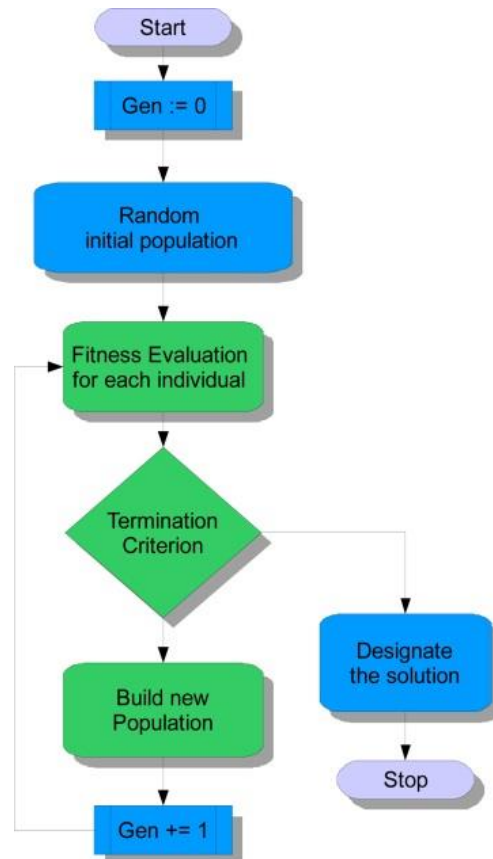 Start
Gen := 0
Random
initial population
Fitness Evaluation
for each individual
Termination
Criterion
Designate
the solution
Build new
Population
Stop
Gen += 1